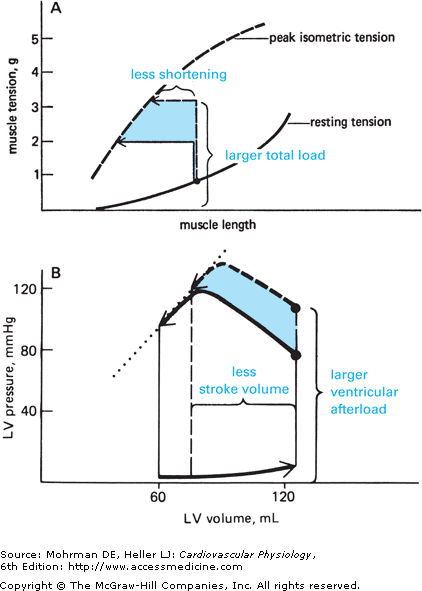 A
muscle tension, g
5
4
3
2
1
peak isometric tension
less shortening
resting tension
larger total load
muscle length
B
LV pressure, mmHg
120
80
40
less
stroke volume
larger
ventricular
afterload
60
120
LV volume, mL
Source: Mohrman DE, Heller LJ: Cardiovascular Physiology,
6th Edition: http://www.accessmedicine.com
Copyright © The McGraw-Hill Companies, Inc. All rights reserved.